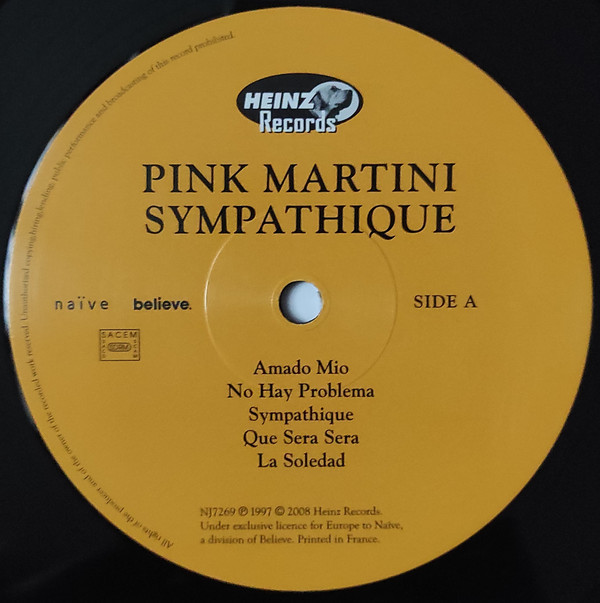 HEINZ
Records
PINK MARTINI
SYMPATHIQUE
naïve
believe.
SIDE A
SACEM
Amado Mio
No Hay Problema
Sympathique
Que Sera Sera
La Soledad
NJ7269 ℗ 1997 © 2008 Heinz Records.
Under exclusive licence for Europe to Naïve,
a division of Believe. Printed in France.
All rights of the producer and of the owner of the recorded work reserved. Unauthorised copying, hiring, lending, public performance and broadcasting of this record prohibited.